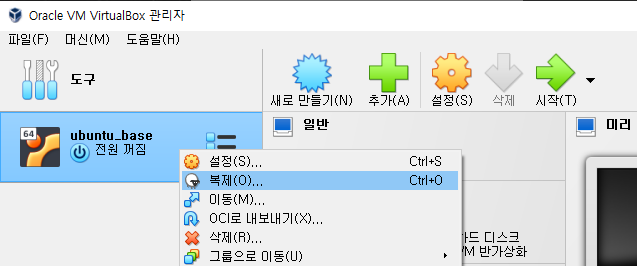 Oracle VM VirtualBox 관리자
파일(F) 머신(M) 도움말(H)
도구
새로 만들기(N) 추가(A) 설정(S) 삭제 시작(T)
64
ubuntu_base
전원 꺼짐
일반
미리
설정(S)... Ctrl+S
복제(O)... Ctrl+O
이동(M)...
OCI로 내보내기(X)...
삭제(R)...
그룹으로 이동(U)
드 디스크
VM 반가상화